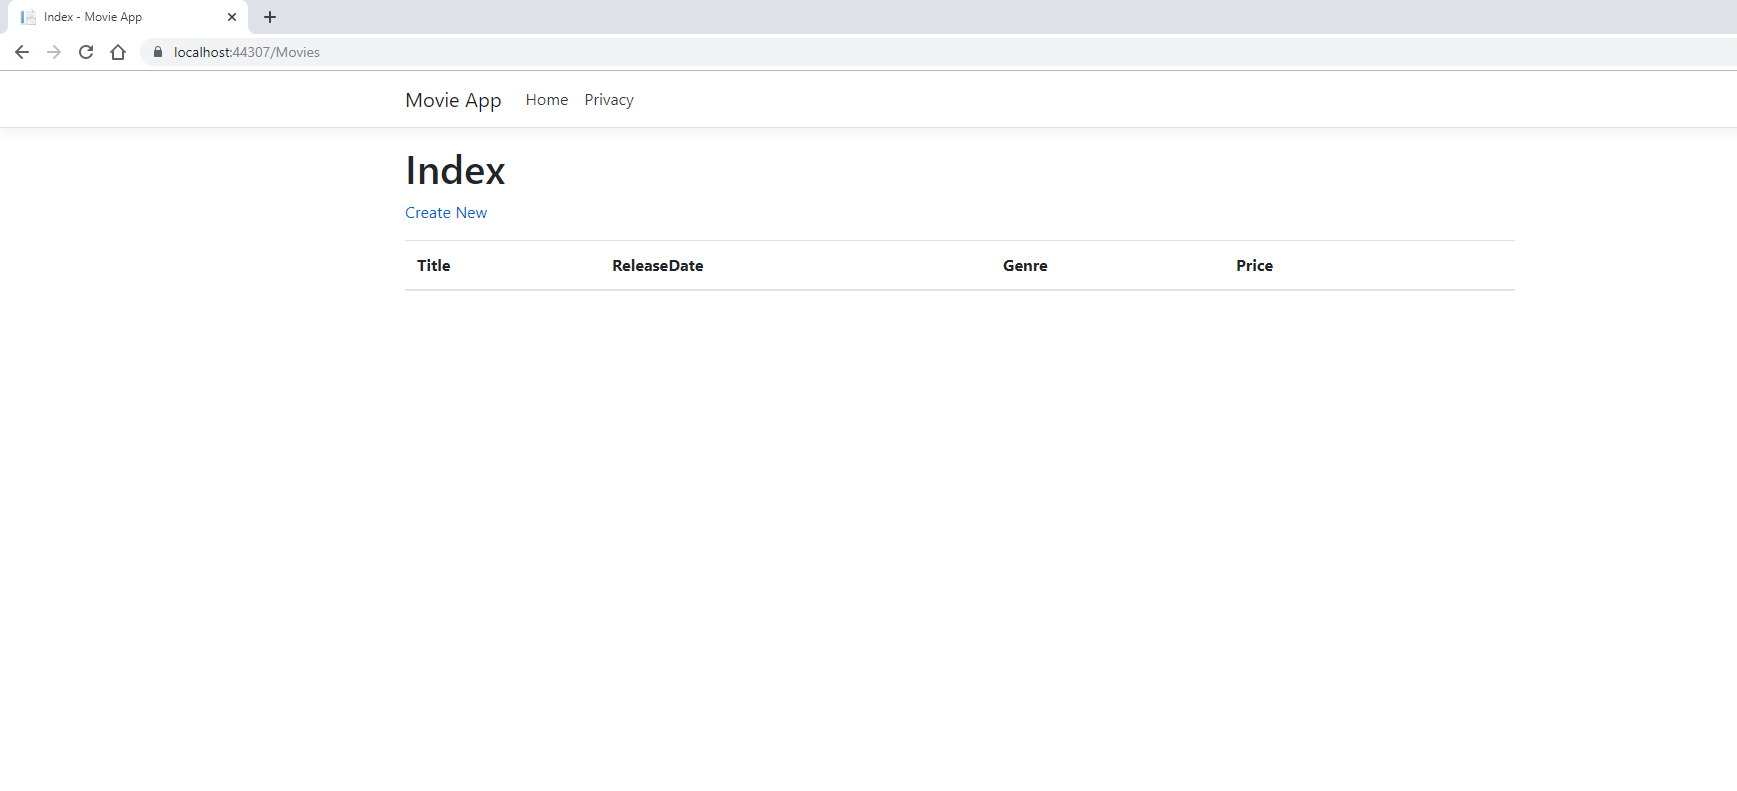 Index - Movie App
localhost:44307/Movies
Movie App Home Privacy
Index
Create New
Title ReleaseDate Genre Price